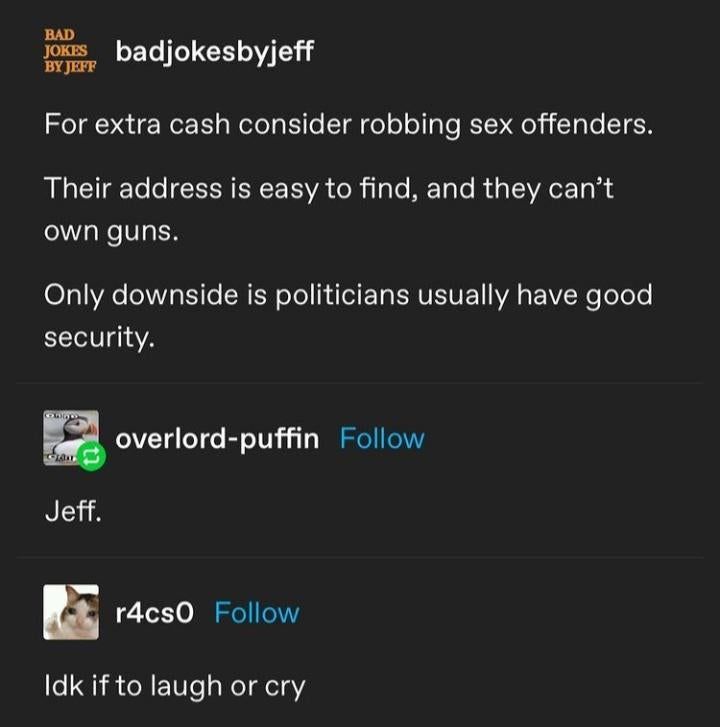 BAD
JOKES
BY JEFF
badjokesbyjeff
For extra cash consider robbing sex offenders.
Their address is easy to find, and they can’t
own guns.
Only downside is politicians usually have good
security.
overlord-puffin Follow
Jeff.
r4cs0 Follow
Idk if to laugh or cry